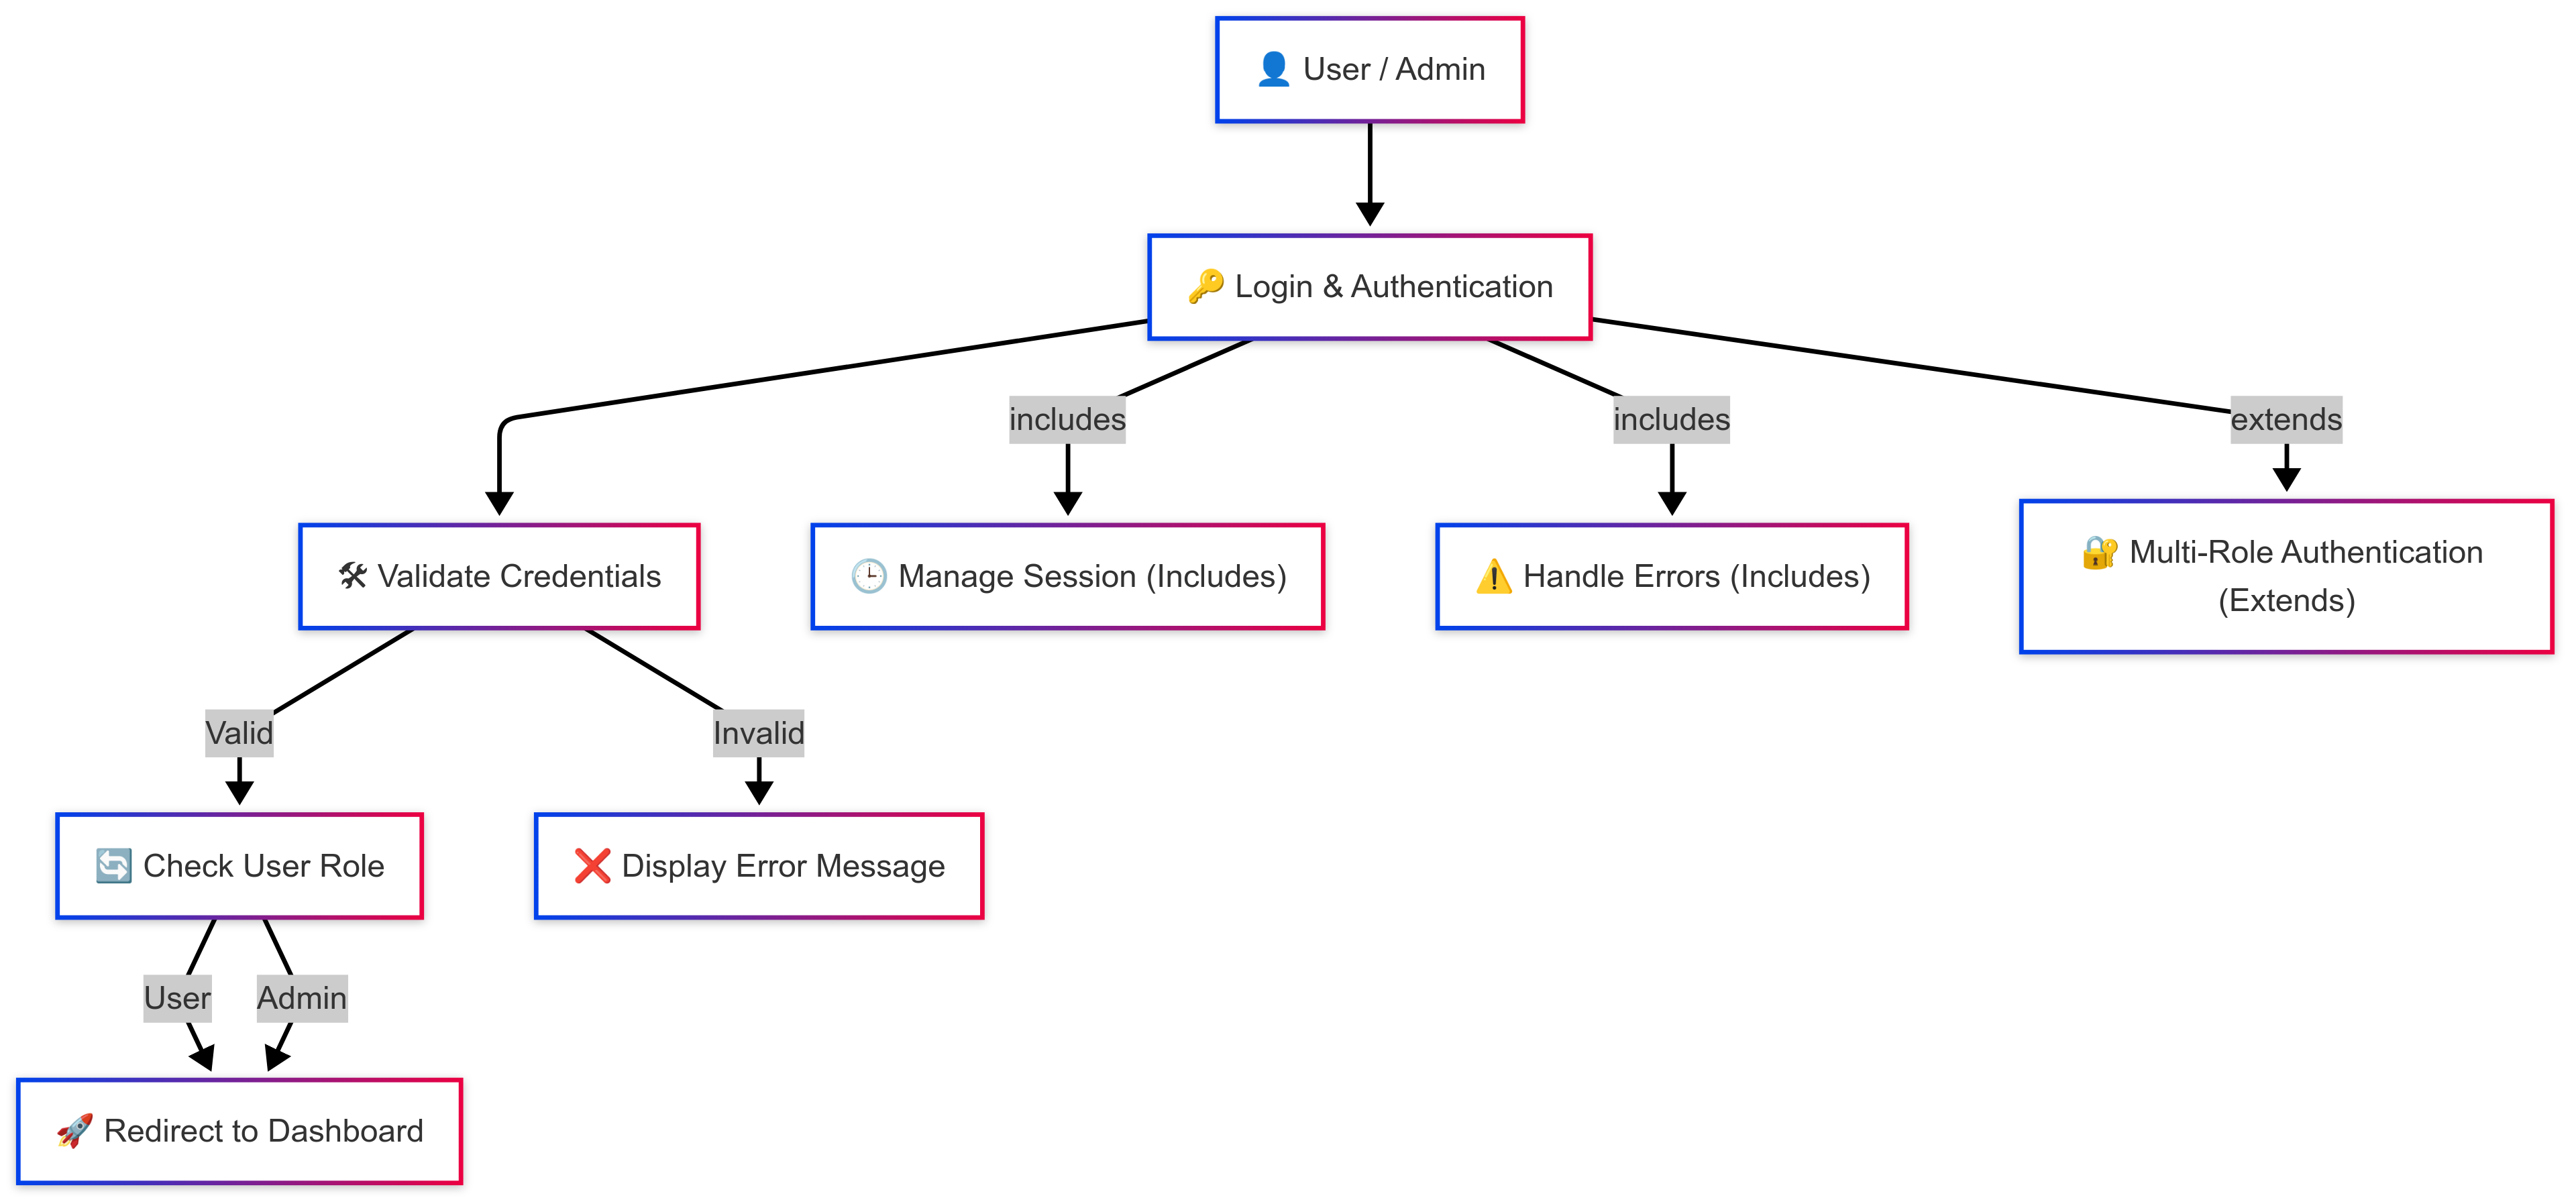 👤 User / Admin
🔑 Login & Authentication
includes
includes
extends
🛠 Validate Credentials
🕒 Manage Session (Includes)
⚠️ Handle Errors (Includes)
🔐 Multi-Role Authentication
(Extends)
Valid
Invalid
🔄 Check User Role
❌ Display Error Message
User
Admin
🚀 Redirect to Dashboard